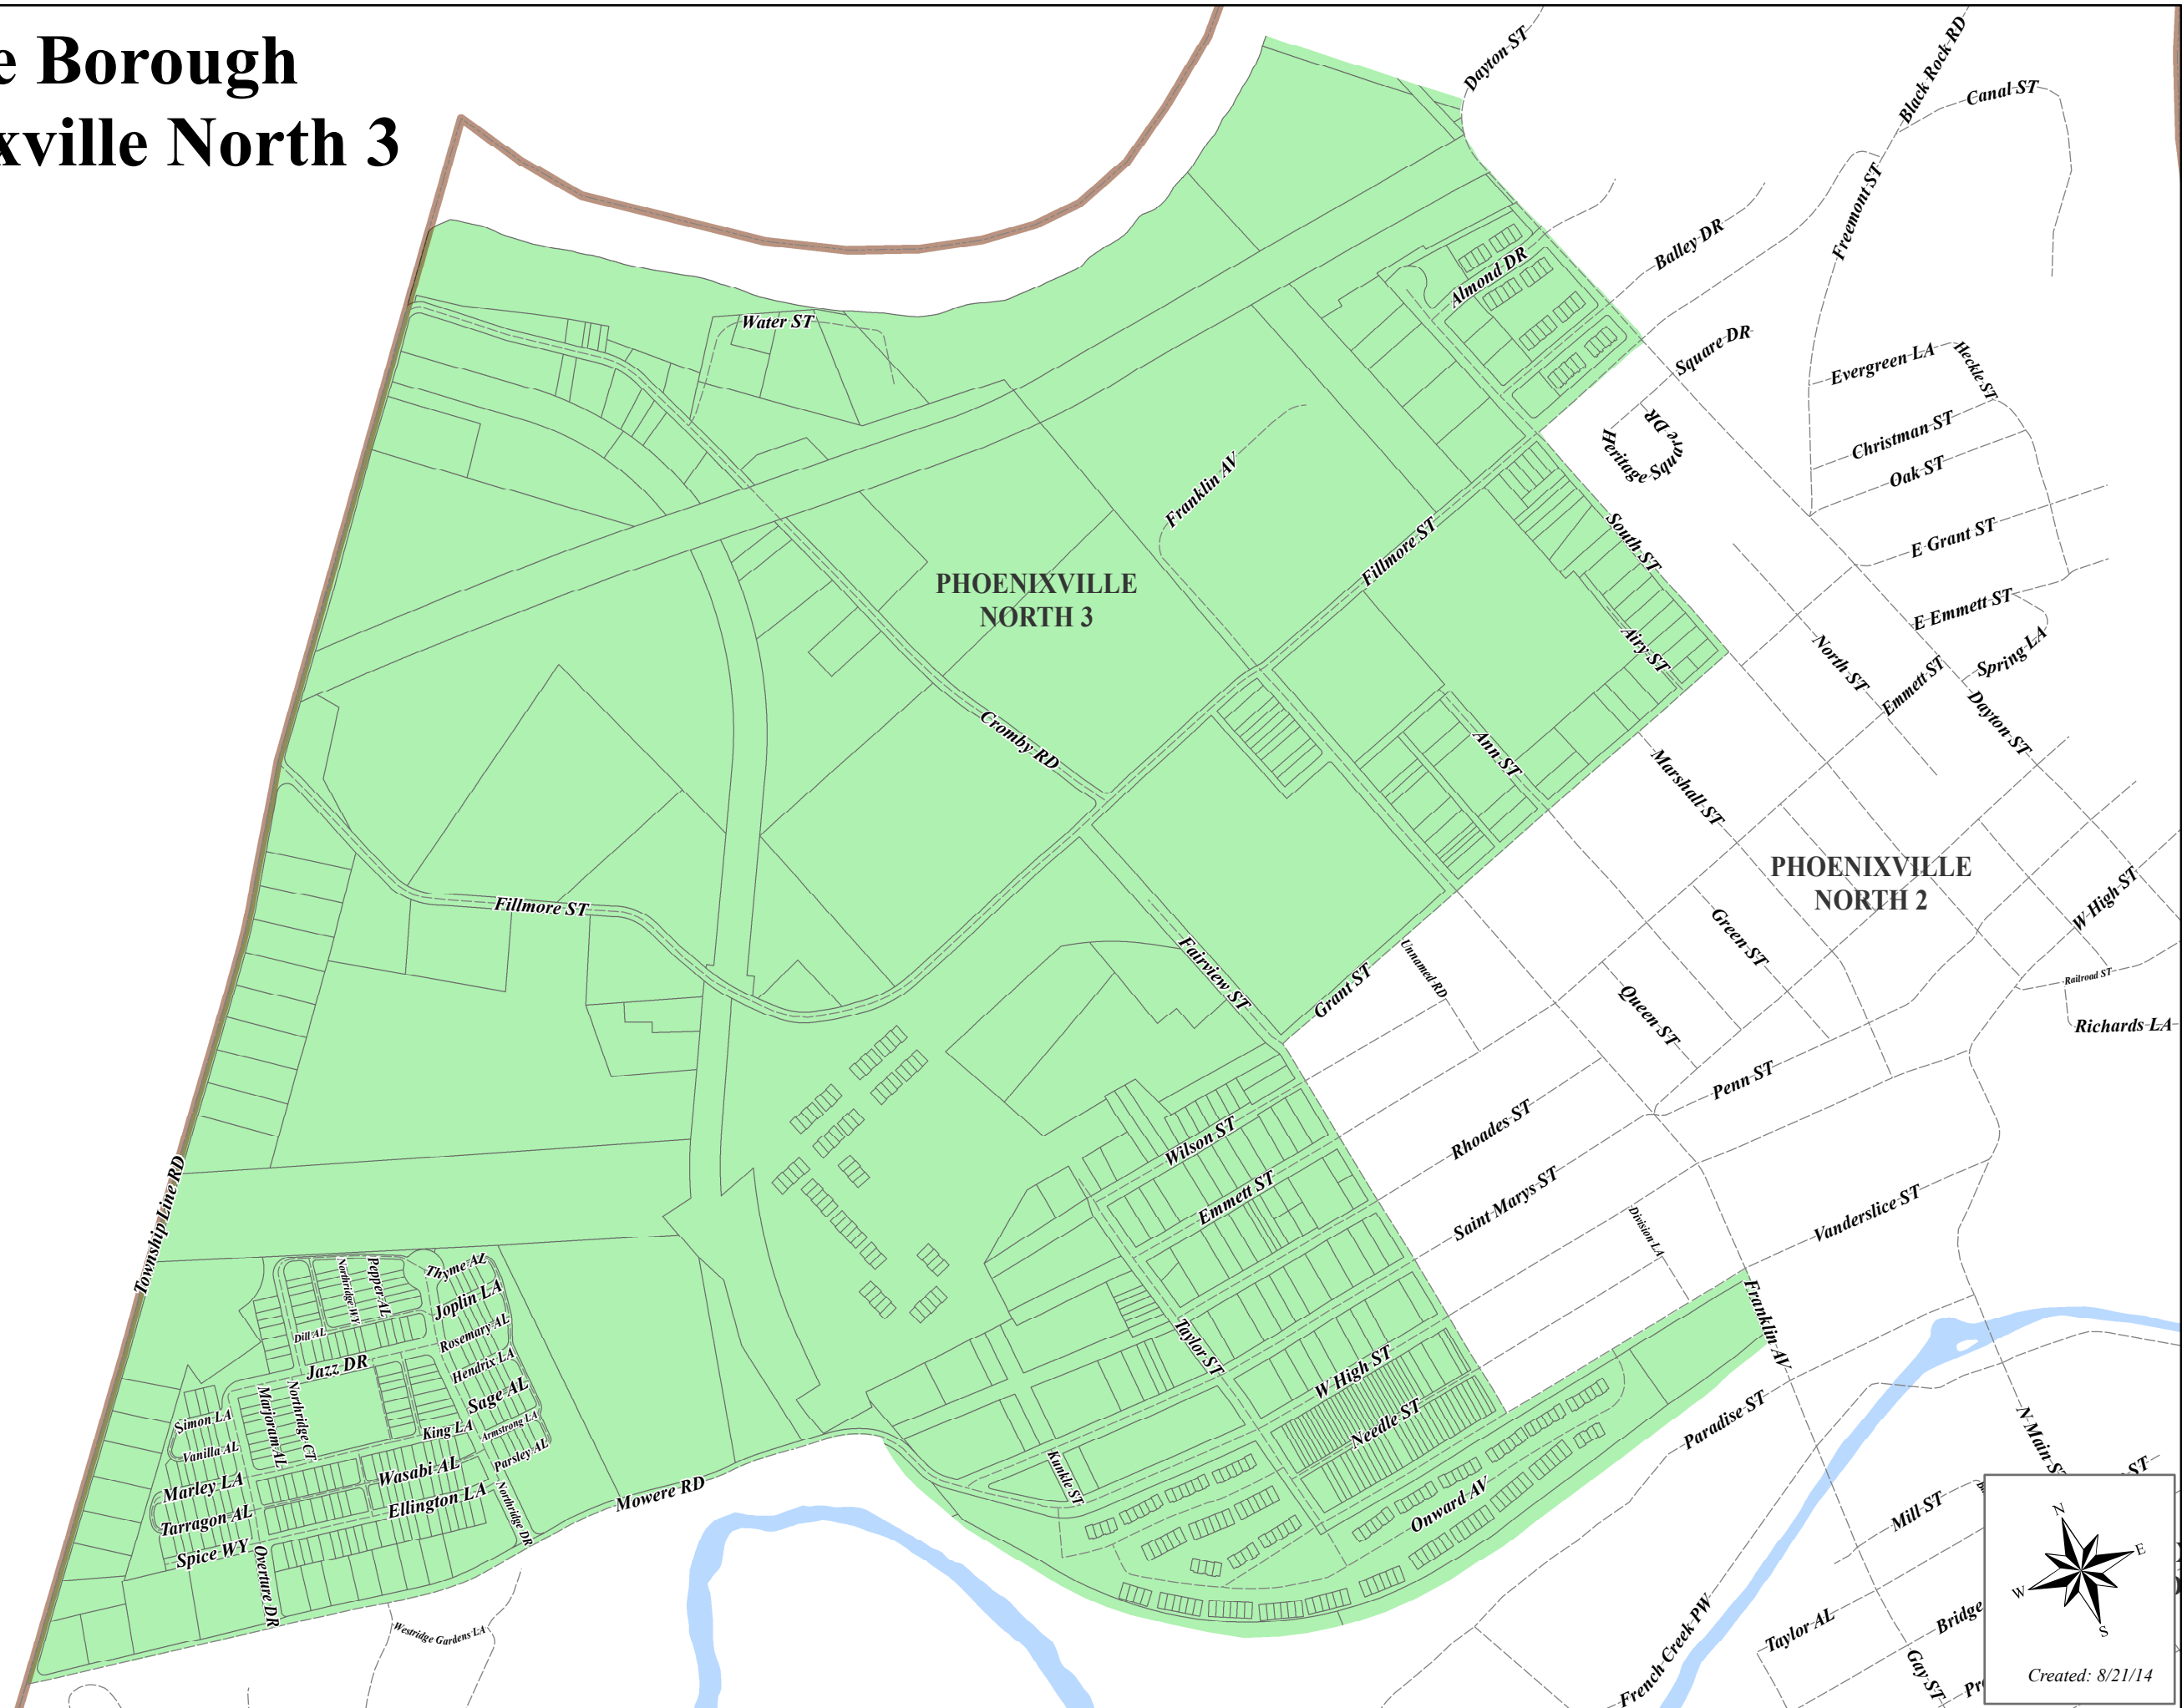 e Borough
xville North 3
Dayton ST
Black Rock RD
Canal ST
Freemont ST
Balley DR
Almond DR
Water ST
Square DR
Evergreen LA
Heckle ST
Heritage Square DR
Christman ST
Oak ST
Franklin AV
Fillmore ST
South ST
E Grant ST
PHOENIXVILLE
NORTH 3
E Emmett ST
Airy ST
North ST
Spring LA
Emmett ST
Dayton ST
Cromby RD
Ann ST
Marshall ST
PHOENIXVILLE
NORTH 2
W High ST
Fillmore ST
Green ST
Fairview ST
Unnamed RD
Grant ST
Railroad ST
Queen ST
Richards LA
Penn ST
Rhoades ST
Wilson ST
Emmett ST
Saint Marys ST
Division LA
Vanderslice ST
Township Line RD
Thyme AL
Northridge WY
Pepper AL
Joplin LA
Dill AL
Rosemary AL
Jazz DR
Hendrix LA
Taylor ST
Franklin AV
W High ST
Sage AL
Marjoram AL
Northridge CT
Simon LA
King LA
Armstrong LA
Needle ST
Paradise ST
N Main ST
Vanilla AL
Parsley AL
Wasabi AL
Marley LA
Kunkle ST
ST
Tarragon AL
Ellington LA
Mowere RD
Northridge DR
Onward AV
Mill ST
Spice WY
Overture DR
Westridge Gardens LA
Taylor AL
Bridge
French Creek PW
Gay ST
Pr
N
E
W
S
Created: 8/21/14